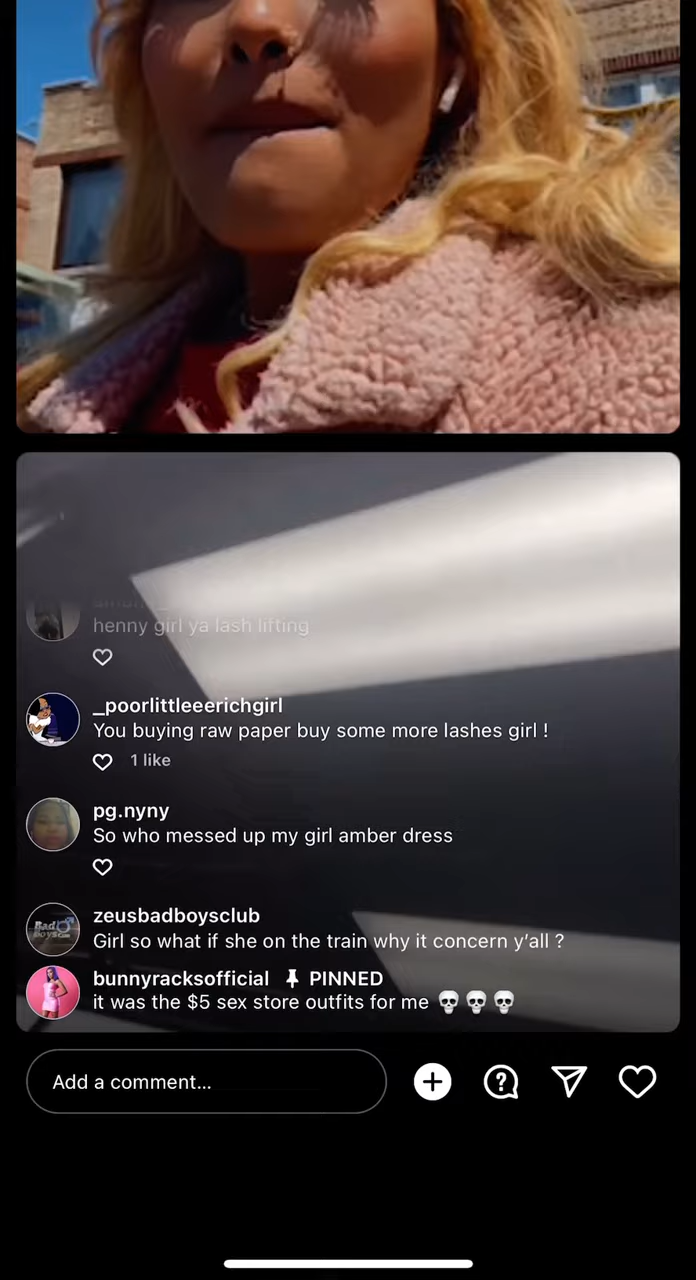 henny girl ya lash lifting
_poorlittleeerichgirl
You buying raw paper buy some more lashes girl !
1 like
pg.nyny
So who messed up my girl amber dress
zeusbadboysclub
Girl so what if she on the train why it concern y'all ?
bunnyracksofficial PINNED
it was the $5 sex store outfits for me 💀💀💀
Add a comment...